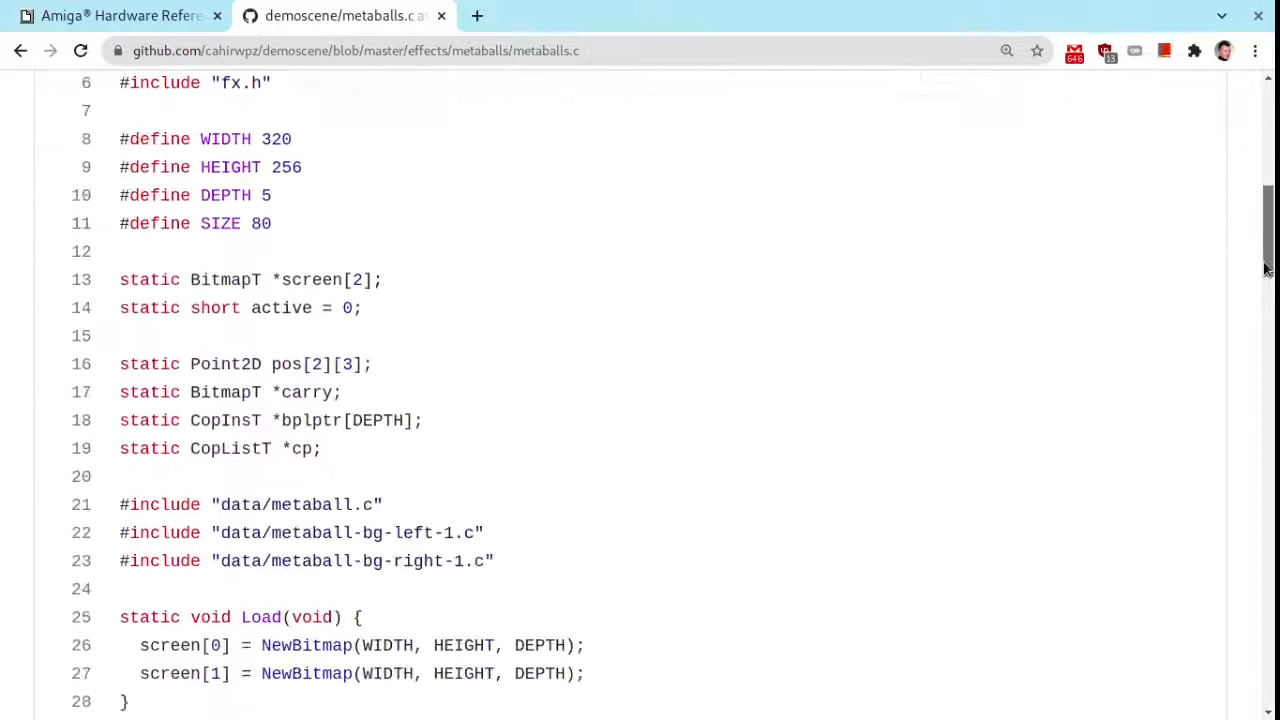 Amiga® Hardware Refere
demoscene/metaballs.c a
github.com/cahirwpz/demoscene/blob/master/effects/metaballs/metaballs.c
646
13
6 #include "fx.h"
7
8 #define WIDTH 320
9 #define HEIGHT 256
10 #define DEPTH 5
11 #define SIZE 80
12
13 static BitmapT *screen[2];
14 static short active = 0;
15
16 static Point2D pos[2][3];
17 static BitmapT *carry;
18 static CopInsT *bplptr[DEPTH];
19 static CopListT *cp;
20
21 #include "data/metaball.c"
22 #include "data/metaball-bg-left-1.c"
23 #include "data/metaball-bg-right-1.c"
24
25 static void Load(void) {
26   screen[0] = NewBitmap(WIDTH, HEIGHT, DEPTH);
27   screen[1] = NewBitmap(WIDTH, HEIGHT, DEPTH);
28 }